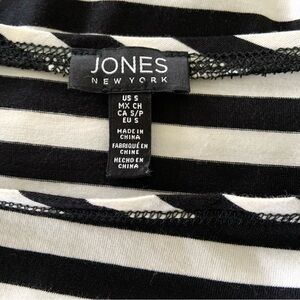 JONES
NEW YORK
US S
MX CH
CA S/P
EU S
MADE IN
CHINA
FABRIQUÉ EN
CHINE
HECHO EN
CHINA